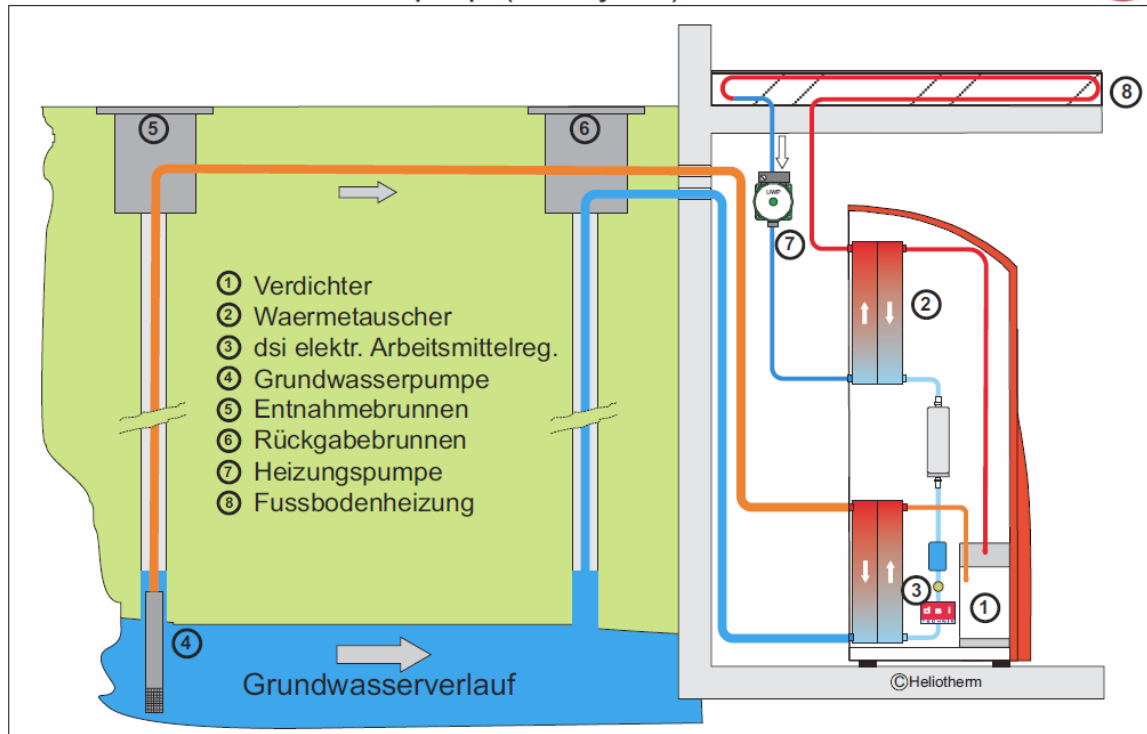 5
6
8
UWP
7
1 Verdichter
2 Waermetauscher
3 dsi elektr. Arbeitsmittelreg.
4 Grundwasserpumpe
5 Entnahmebrunnen
6 Rückgabebrunnen
7 Heizungspumpe
8 Fussbodenheizung
2
3
dsi
1
4
Grundwasserverlauf
©Heliotherm